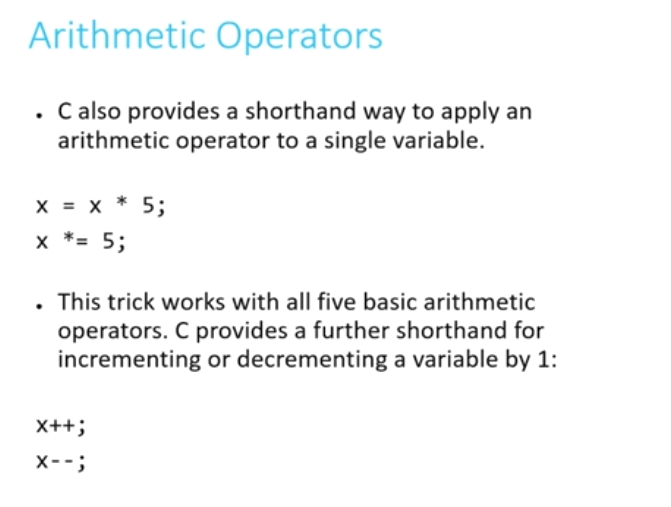 Arithmetic Operators
• C also provides a shorthand way to apply an
arithmetic operator to a single variable.
x = x * 5;
x *= 5;
• This trick works with all five basic arithmetic
operators. C provides a further shorthand for
incrementing or decrementing a variable by 1:
x++;
x--;